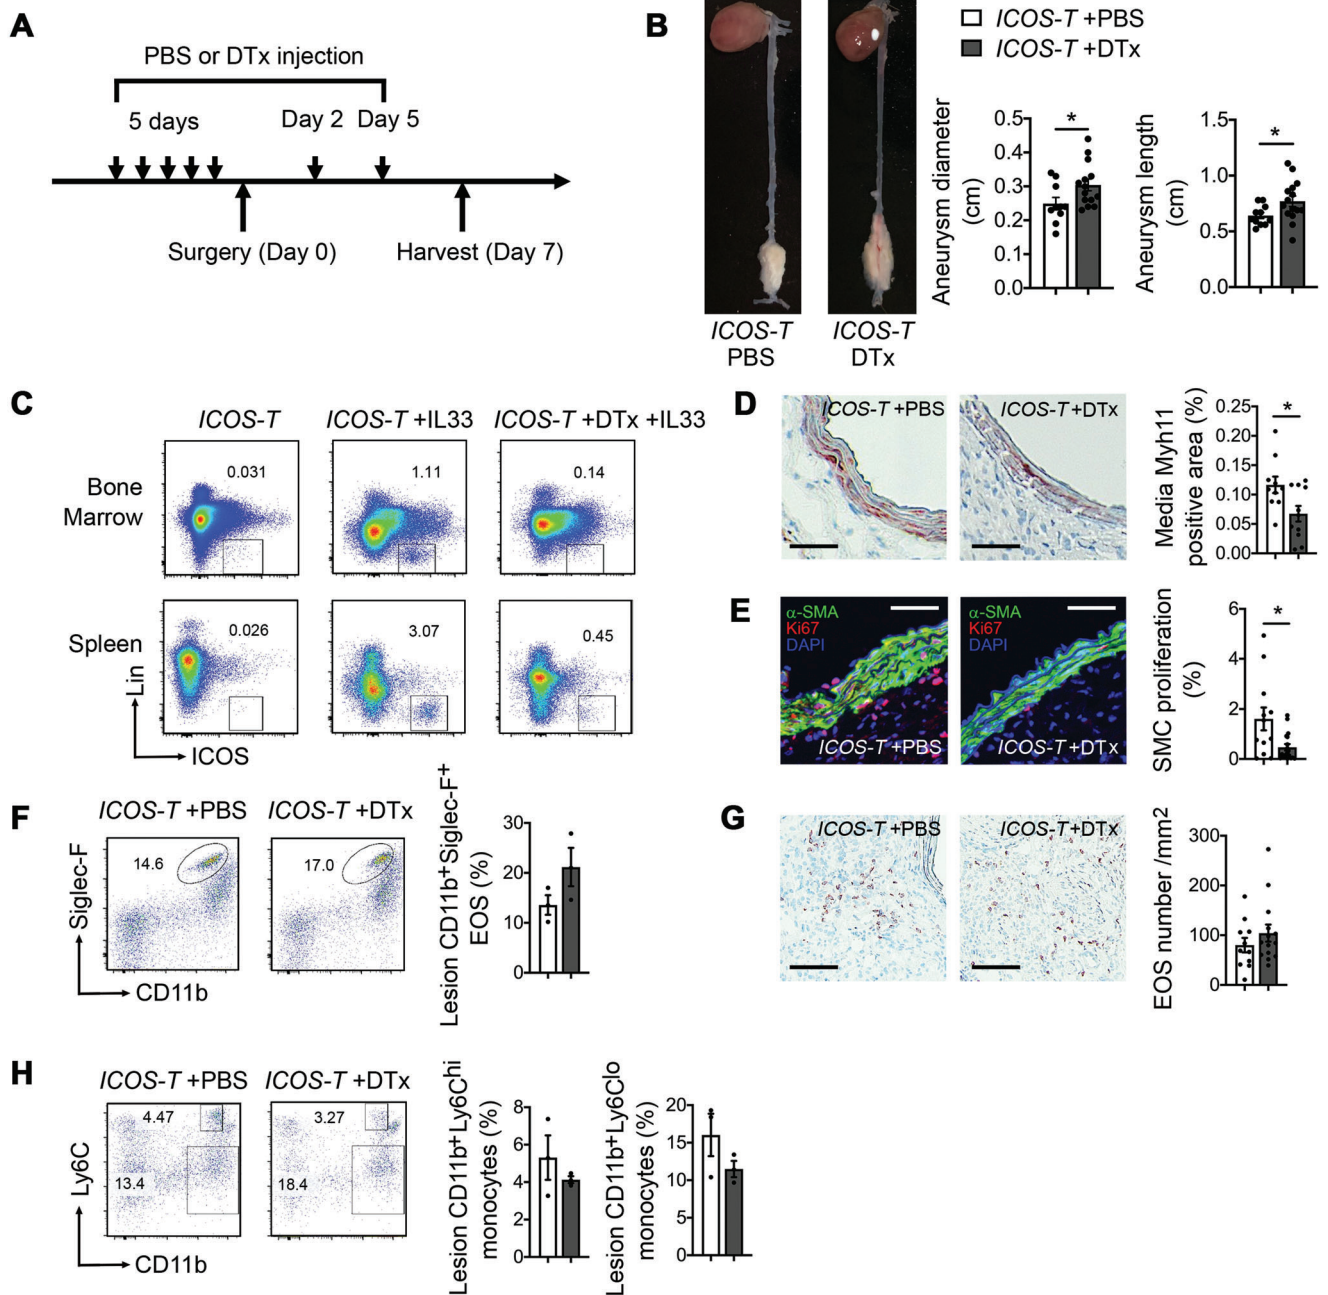 A
PBS or DTx injection
5 days
Day 2
Day 5
Surgery (Day 0)
Harvest (Day 7)
B
ICOS-T
PBS
ICOS-T
DTx
ICOS-T +PBS
ICOS-T +DTx
Aneurysm diameter
(cm)
0.5
0.4
0.3
0.2
0.1
0.0
*
Aneurysm length
(cm)
1.5
1.0
0.5
0.0
*
C
ICOS-T
ICOS-T +IL33
ICOS-T +DTx +IL33
Bone
Marrow
0.031
1.11
0.14
Spleen
0.026
3.07
0.45
Lin
ICOS
D
ICOS-T +PBS
ICOS-T +DTx
Media Myh11
positive area (%)
0.25
0.20
0.15
0.10
0.05
0.00
*
E
α-SMA
Ki67
DAPI
ICOS-T +PBS
α-SMA
Ki67
DAPI
ICOS-T +DTx
SMC proliferation
(%)
6
4
2
0
*
F
ICOS-T +PBS
ICOS-T +DTx
14.6
17.0
Siglec-F
CD11b
Lesion CD11b+Siglec-F+
EOS (%)
30
20
10
0
G
ICOS-T +PBS
ICOS-T +DTx
EOS number /mm2
300
200
100
0
H
ICOS-T +PBS
ICOS-T +DTx
4.47
13.4
3.27
18.4
Ly6C
CD11b
Lesion CD11b+Ly6Chi
monocytes (%)
8
6
4
2
0
Lesion CD11b+Ly6Clo
monocytes (%)
20
15
10
5
0